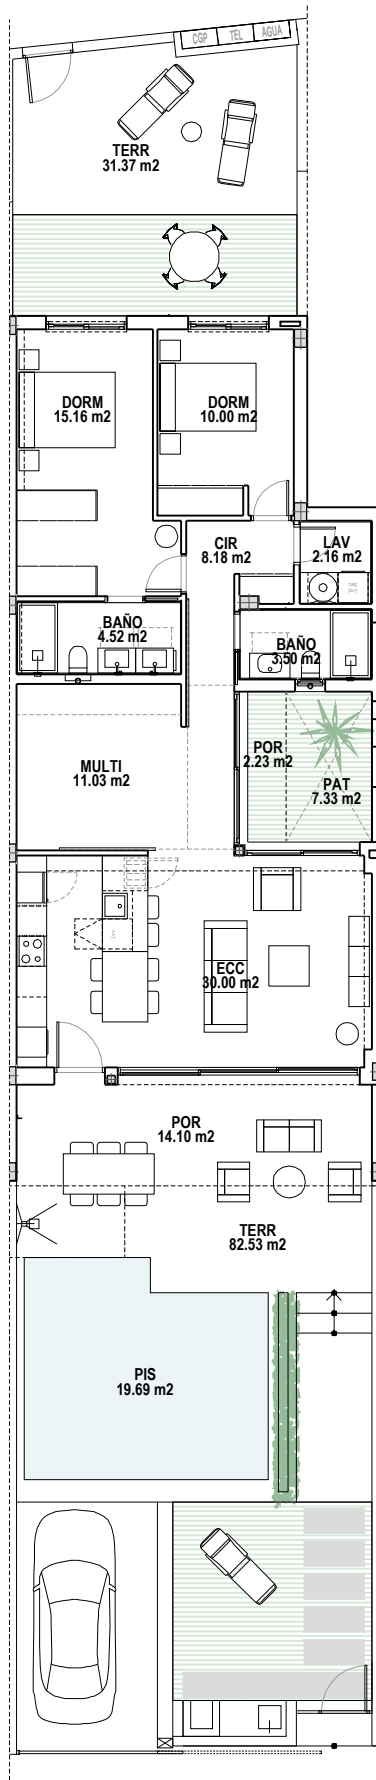 CGP
TEL
AGUA
TERR
31.37 m2
DORM
15.16 m2
DORM
10.00 m2
CIR
8.18 m2
LAV
2.16 m2
BAÑO
4.52 m2
BAÑO
3.50 m2
POR
2.23 m2
PAT
7.33 m2
MULTI
11.03 m2
ECC
30.00 m2
POR
14.10 m2
TERR
82.53 m2
PIS
19.69 m2